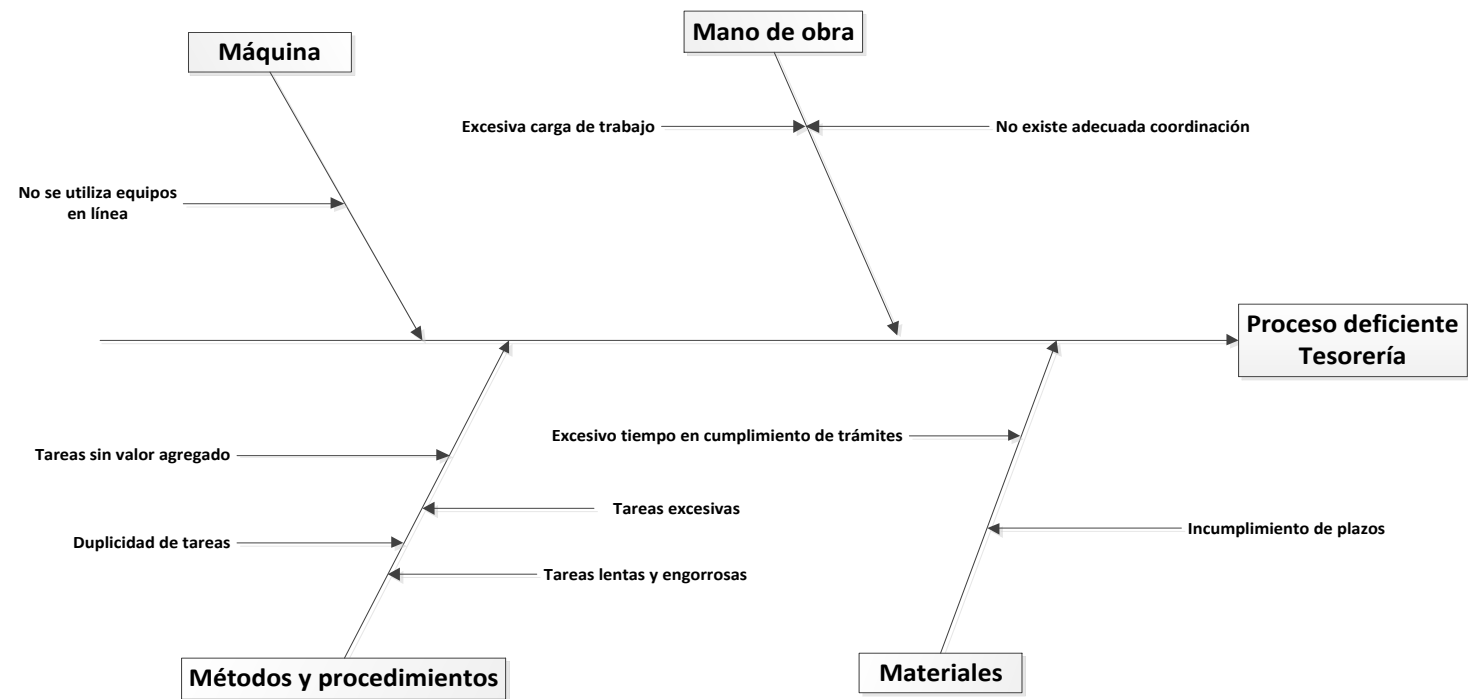 Mano de obra
Máquina
Excesiva carga de trabajo
No existe adecuada coordinación
No se utiliza equipos
en línea
Proceso deficiente
Tesorería
Excesivo tiempo en cumplimiento de trámites
Tareas sin valor agregado
Tareas excesivas
Incumplimiento de plazos
Duplicidad de tareas
Tareas lentas y engorrosas
Métodos y procedimientos
Materiales